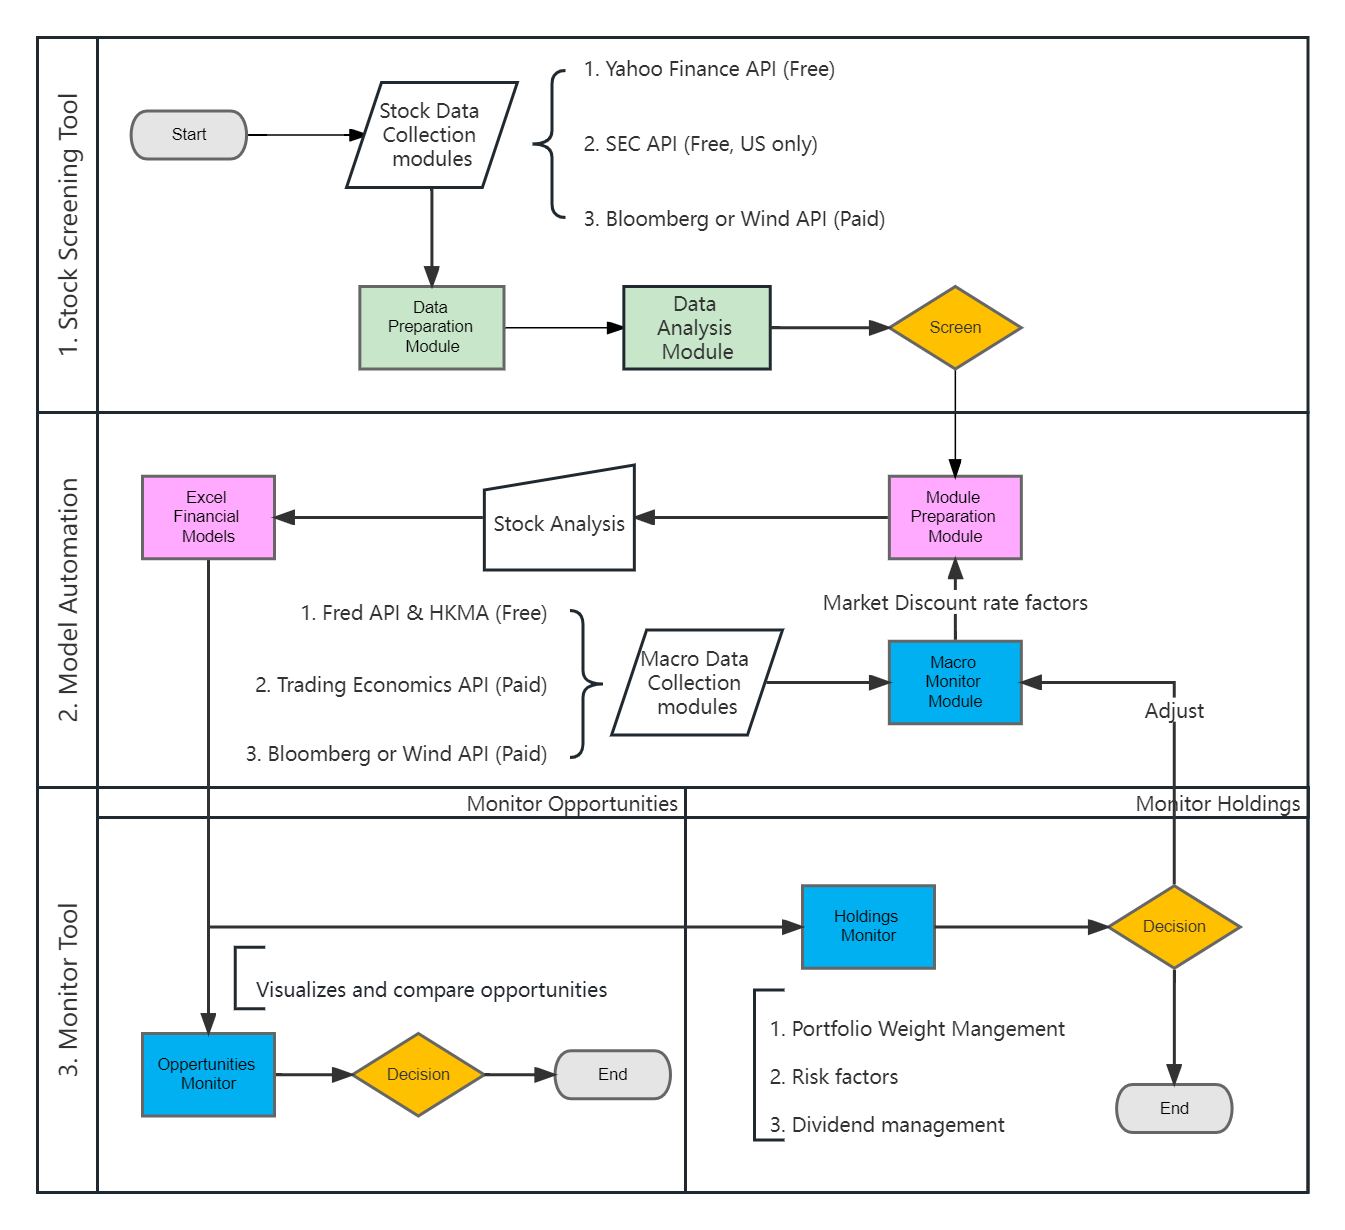 1. Stock Screening Tool
Start
Stock Data
Collection
modules
1. Yahoo Finance API (Free)
2. SEC API (Free, US only)
3. Bloomberg or Wind API (Paid)
Data
Preparation
Module
Data
Analysis
Module
Screen
2. Model Automation
Excel
Financial
Models
Stock Analysis
Module
Preparation
Module
Market Discount rate factors
1. Fred API & HKMA (Free)
2. Trading Economics API (Paid)
3. Bloomberg or Wind API (Paid)
Macro Data
Collection
modules
Macro
Monitor
Module
Adjust
3. Monitor Tool
Monitor Opportunities
Monitor Holdings
Holdings
Monitor
Decision
Visualizes and compare opportunities
Oppertunities
Monitor
Decision
End
1. Portfolio Weight Mangement
2. Risk factors
3. Dividend management
End